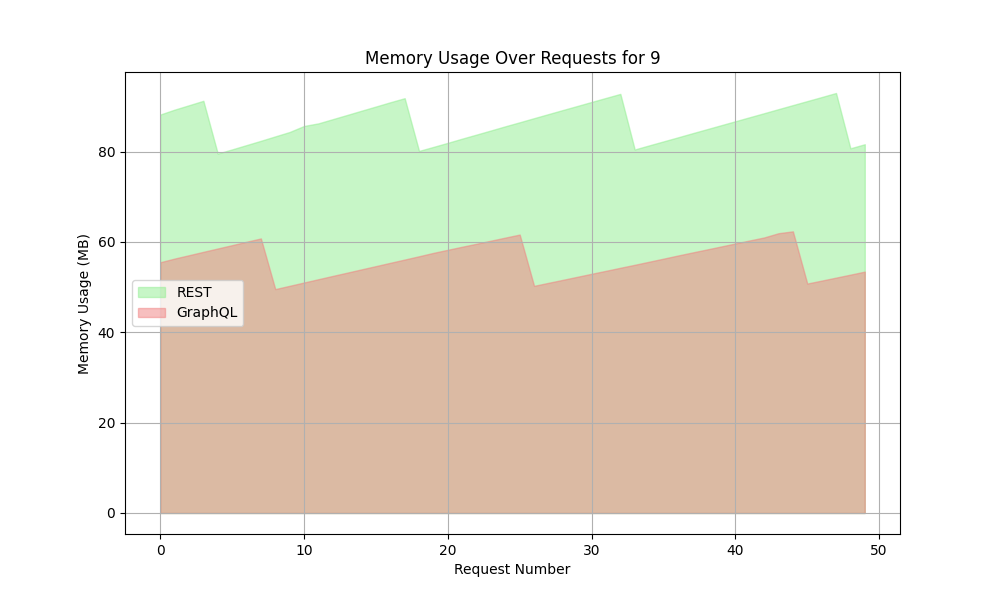 Memory Usage Over Requests for 9
Memory Usage (MB)
80
60
40
20
0
REST
GraphQL
0 10 20 30 40 50
Request Number